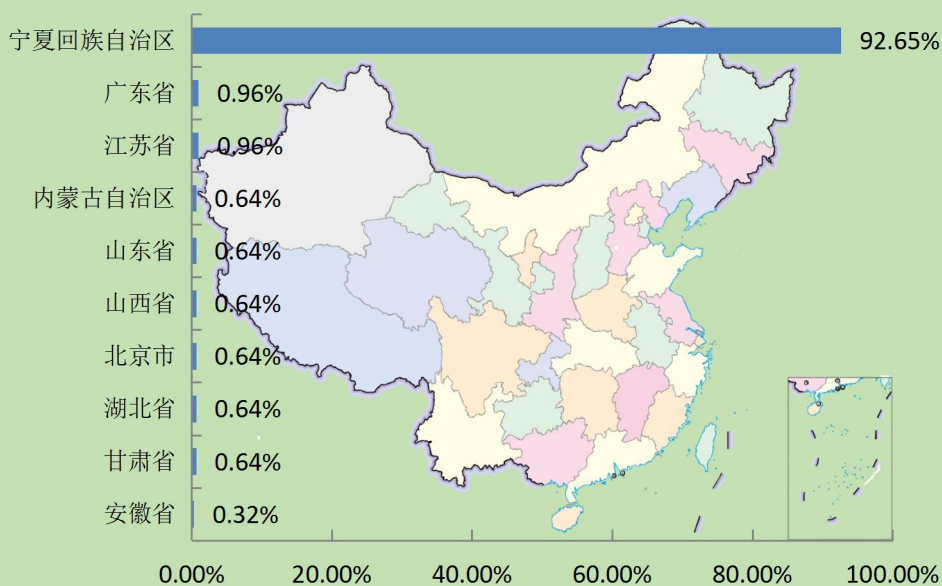 宁夏回族自治区 92.65%
广东省 0.96%
江苏省 0.96%
内蒙古自治区 0.64%
山东省 0.64%
山西省 0.64%
北京市 0.64%
湖北省 0.64%
甘肃省 0.64%
安徽省 0.32%
0.00% 20.00% 40.00% 60.00% 80.00% 100.00%